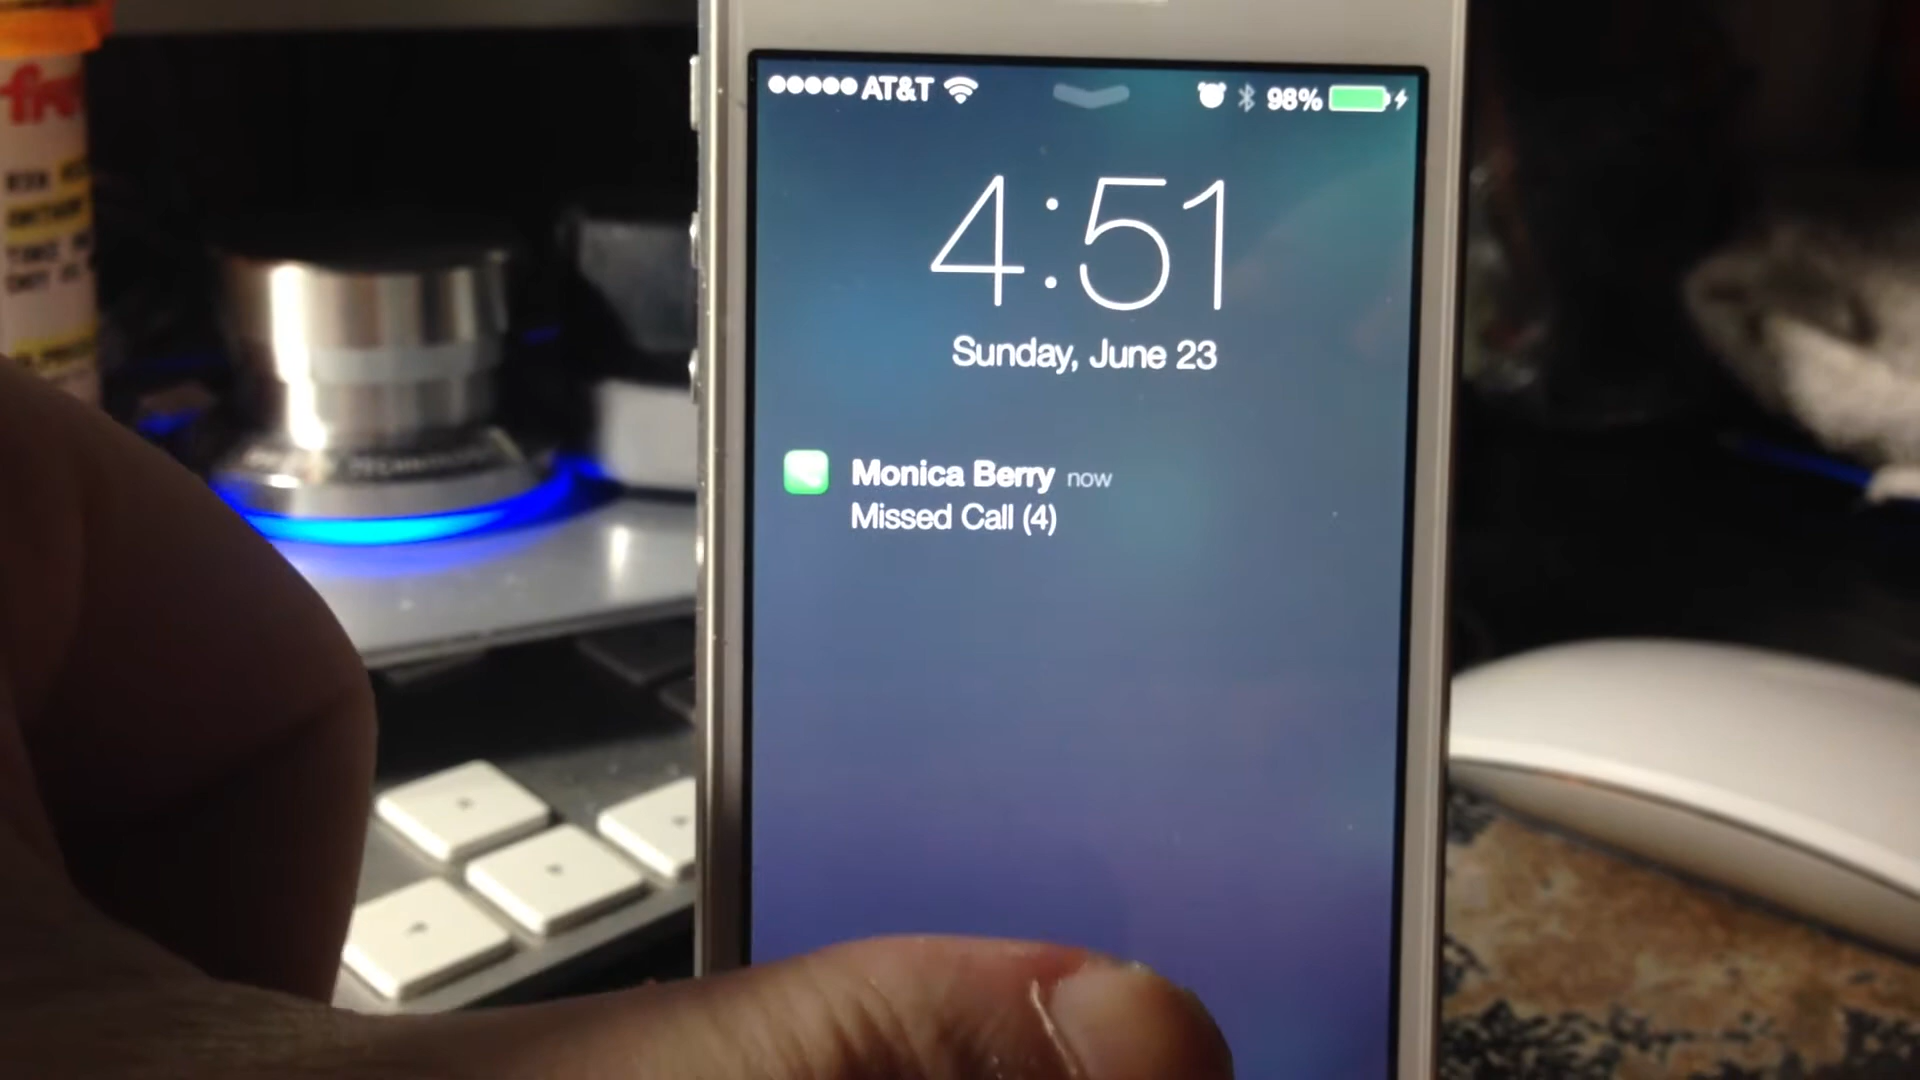 AT&T 98%
4:51
Sunday, June 23
Monica Berry now
Missed Call (4)